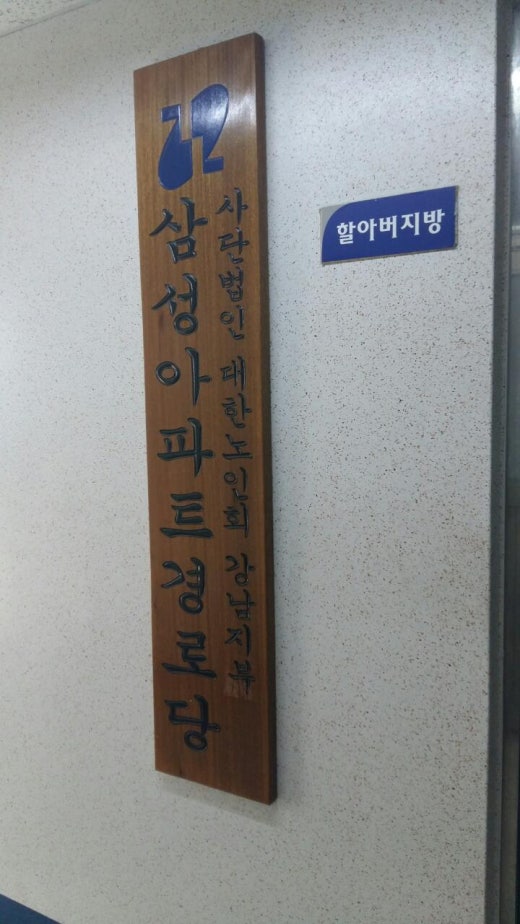 사단법인 대한노인회 강남지부
삼성아파트경로당
할아버지방